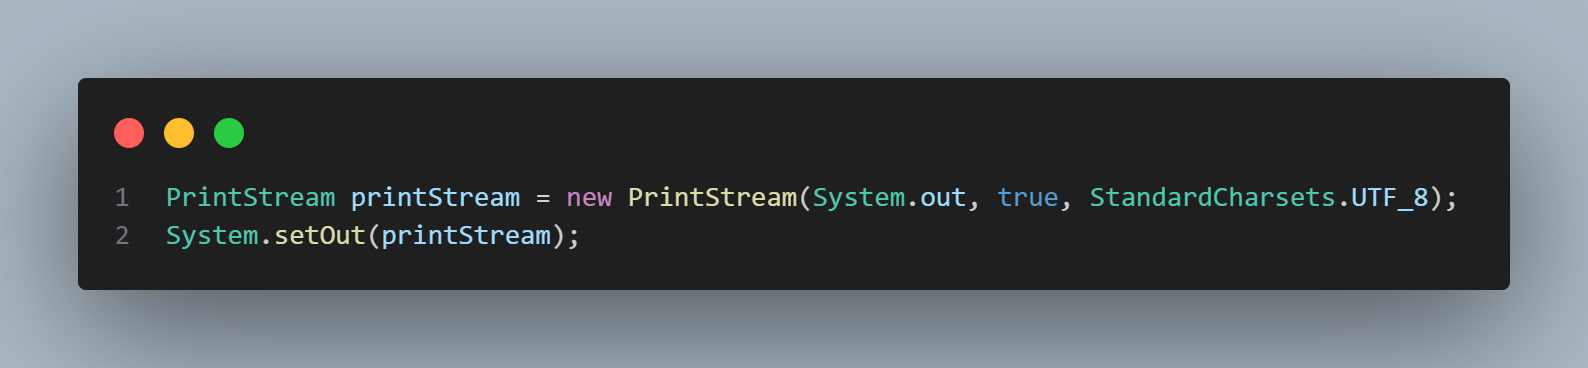 1 PrintStream printStream = new PrintStream(System.out, true, StandardCharsets.UTF_8);
2 System.setOut(printStream);